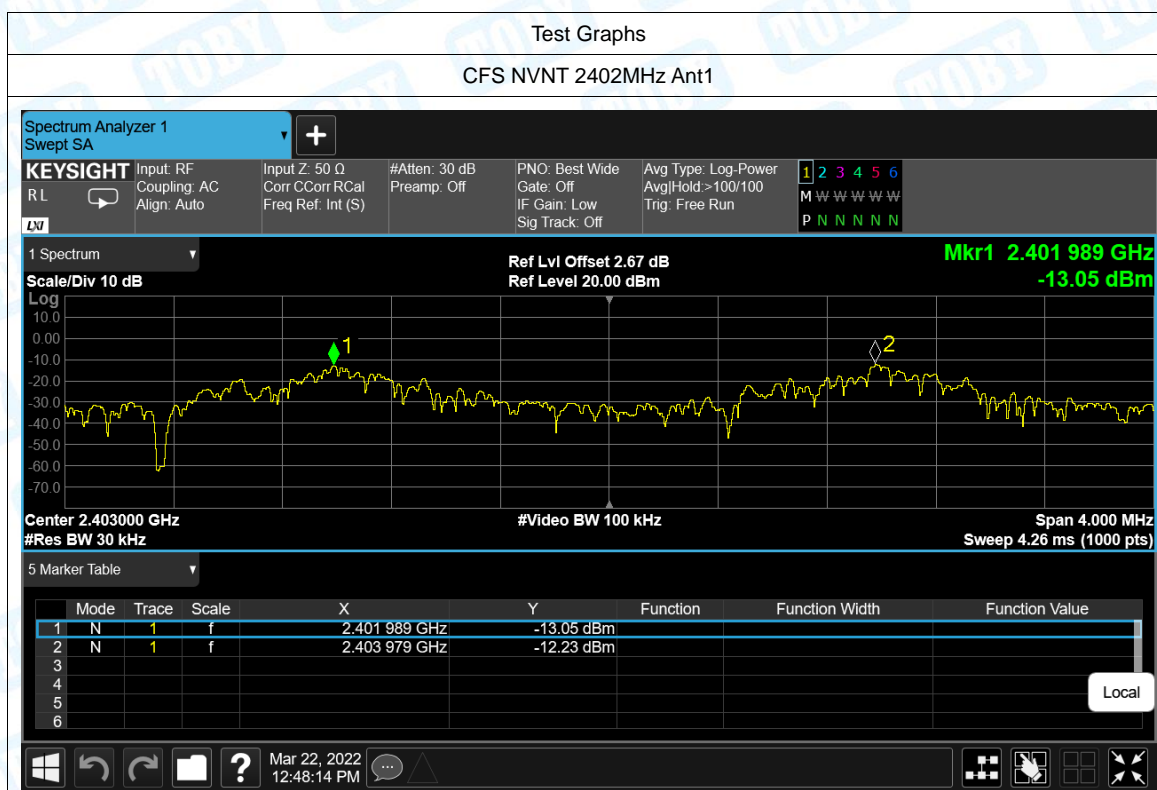 Test Graphs
CFS NVNT 2402MHz Ant1
Spectrum Analyzer 1
Swept SA
KEYSIGHT
R L
LXI
Input: RF
Coupling: AC
Align: Auto
Input Z: 50 Ω
Corr CCorr RCal
Freq Ref: Int (S)
#Atten: 30 dB
Preamp: Off
PNO: Best Wide
Gate: Off
IF Gain: Low
Sig Track: Off
Avg Type: Log-Power
Avg|Hold:>100/100
Trig: Free Run
1 2 3 4 5 6
M W W W W W
P N N N N N
1 Spectrum
Scale/Div 10 dB
Ref Lvl Offset 2.67 dB
Ref Level 20.00 dBm
Mkr1 2.401 989 GHz
-13.05 dBm
Log
10.0
0.00
-10.0
-20.0
-30.0
-40.0
-50.0
-60.0
-70.0
1
2
Center 2.403000 GHz
#Res BW 30 kHz
#Video BW 100 kHz
Span 4.000 MHz
Sweep 4.26 ms (1000 pts)
5 Marker Table
Mode Trace Scale X Y Function Function Width Function Value
1 N 1 f 2.401 989 GHz -13.05 dBm
2 N 1 f 2.403 979 GHz -12.23 dBm
3
4
5
6
Local
?
Mar 22, 2022
12:48:14 PM
TOBY